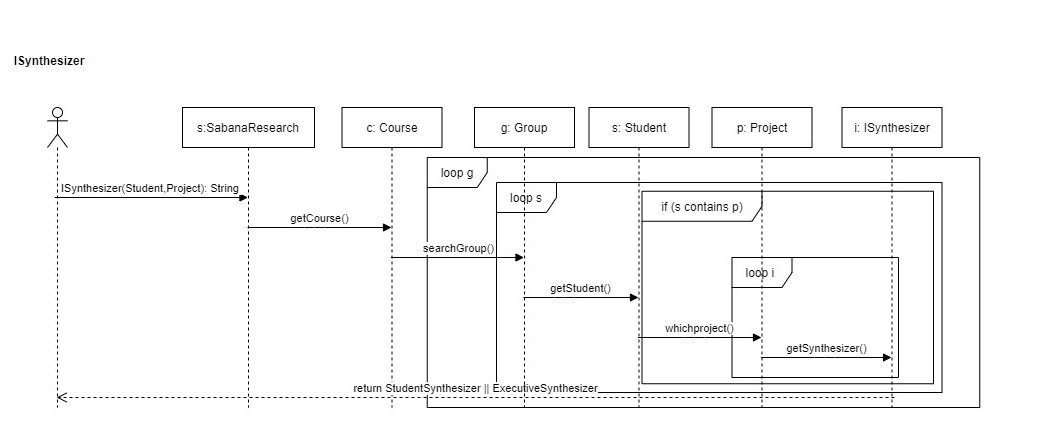 ISynthesizer
s:SabanaResearch
c: Course
g: Group
s: Student
p: Project
i: ISynthesizer
loop g
ISynthesizer(Student,Project): String
loop s
if (s contains p)
getCourse()
searchGroup()
loop i
getStudent()
whichproject()
getSynthesizer()
return StudentSynthesizer || ExecutiveSynthesizer